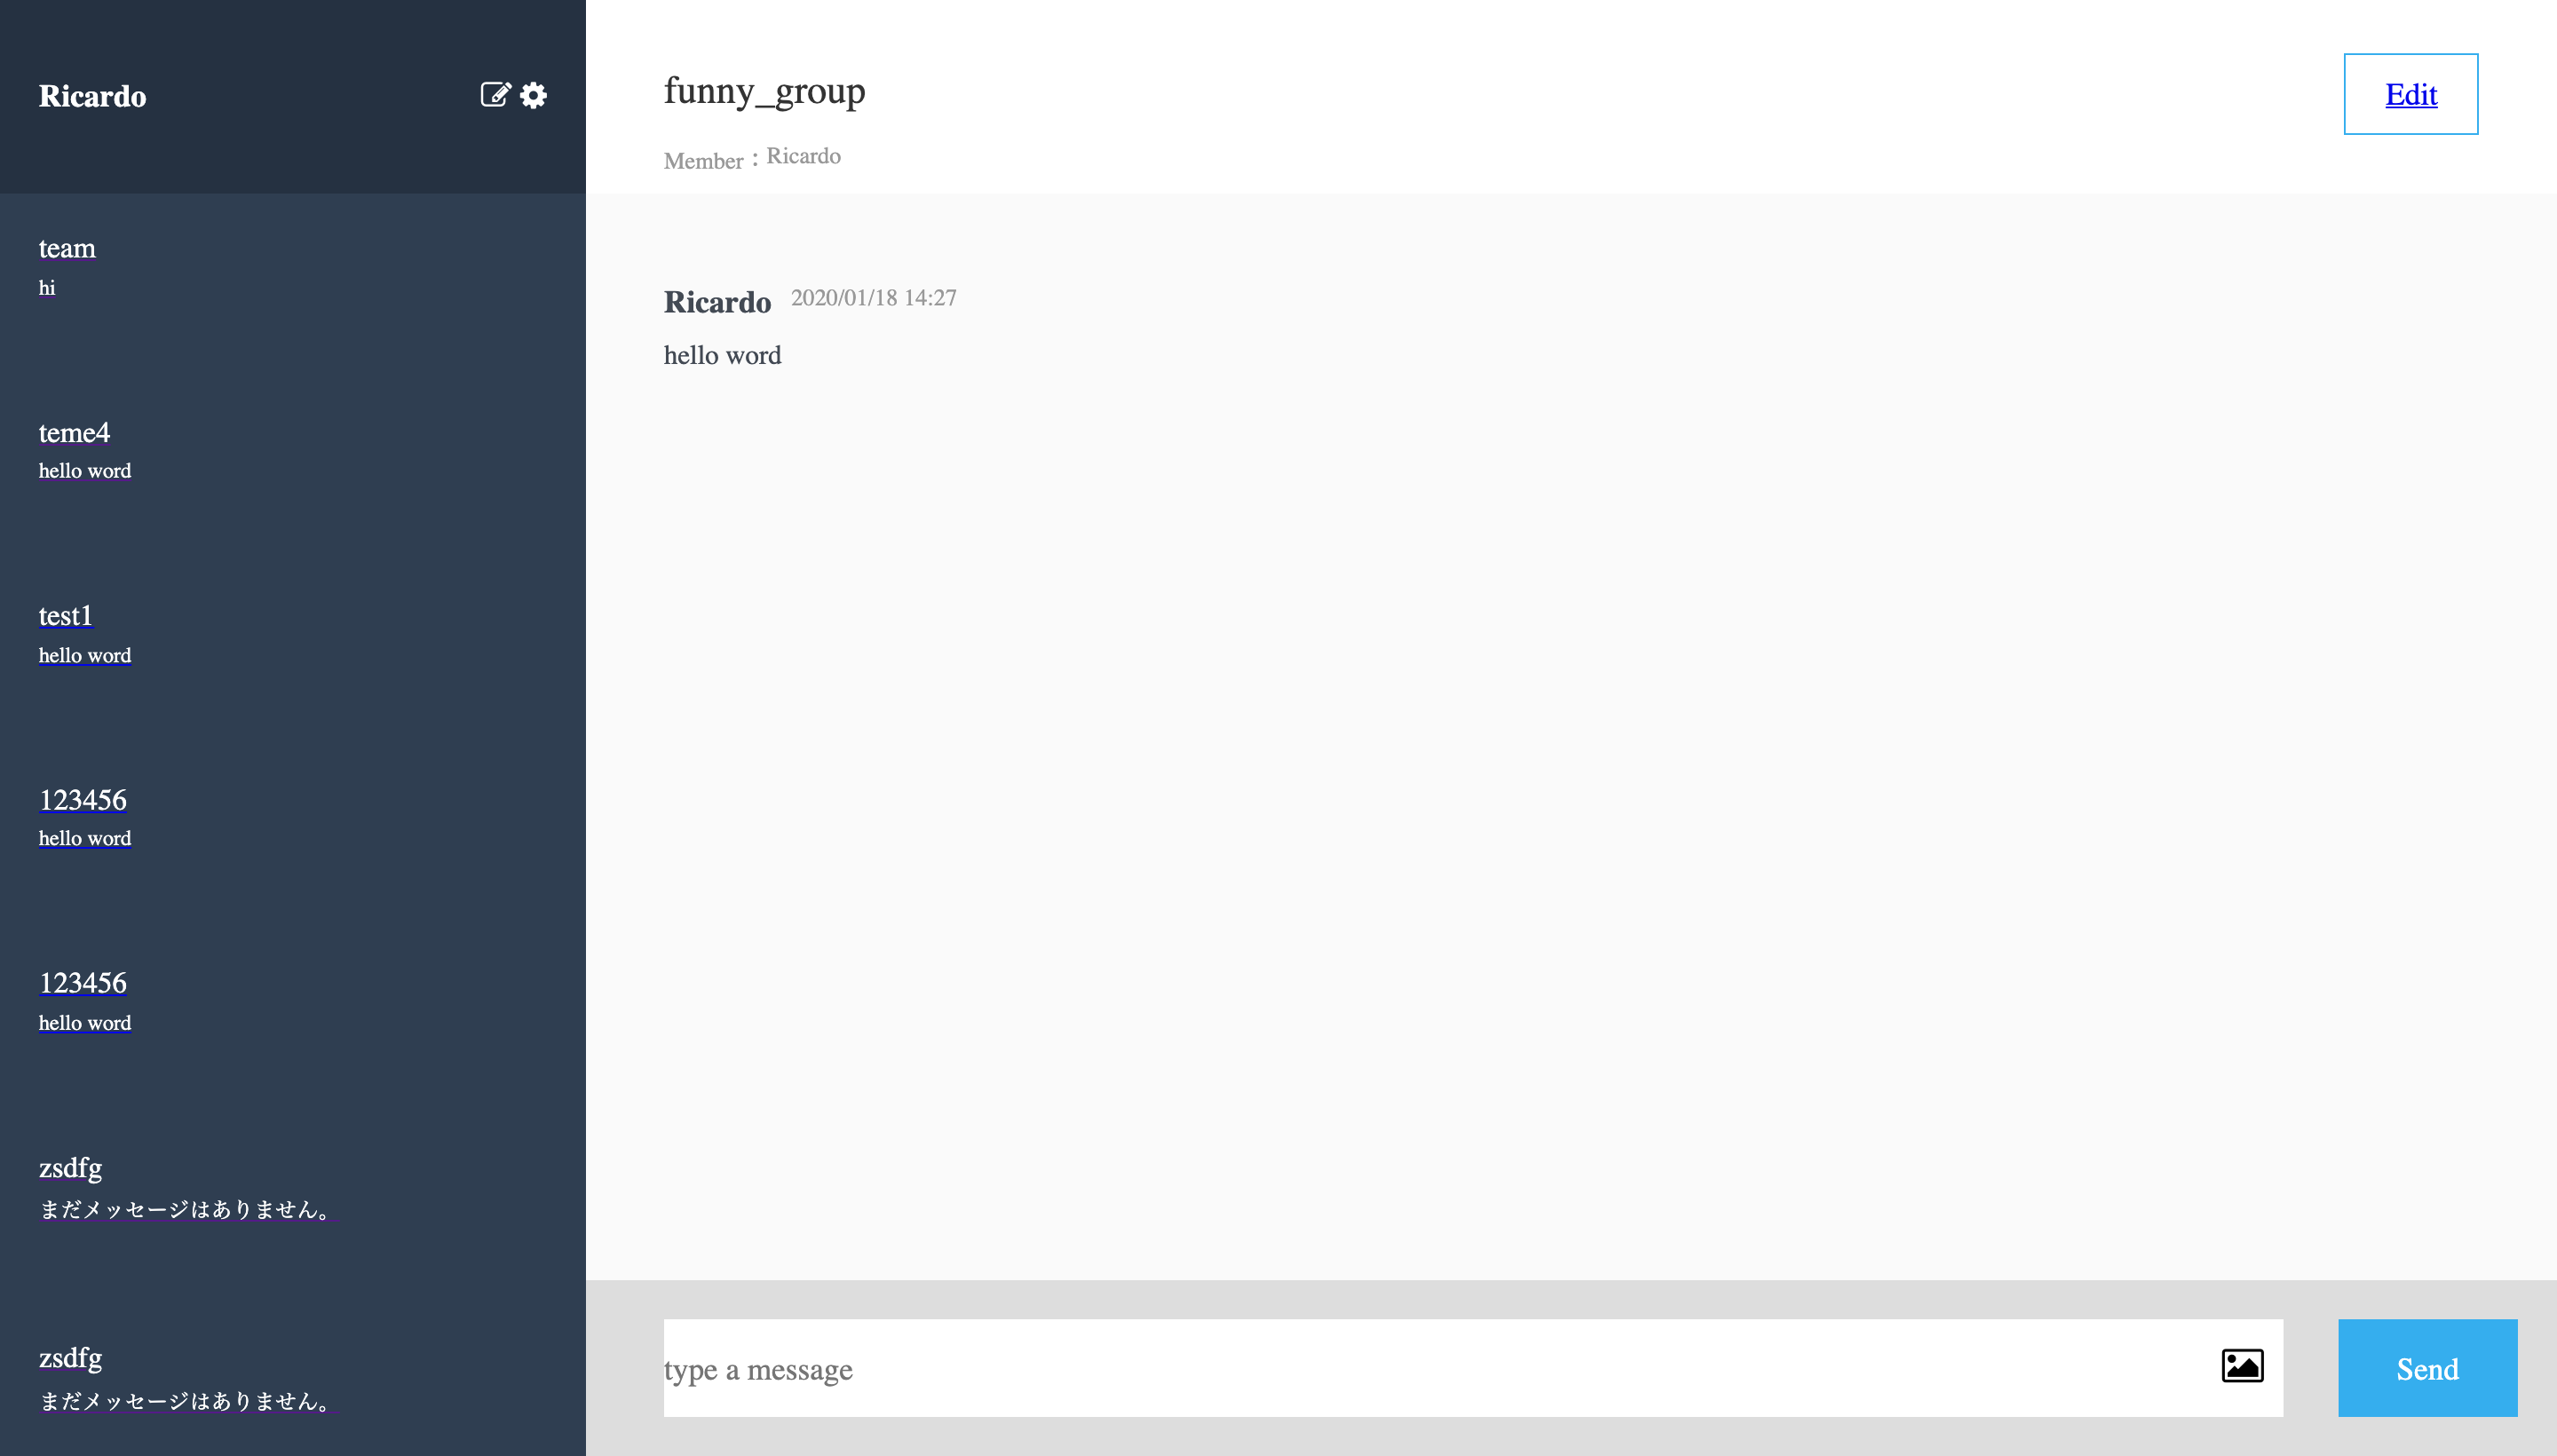 Ricardo
team
hi
teme4
hello word
test1
hello word
123456
hello word
123456
hello word
zsdfg
まだメッセージはありません。
zsdfg
まだメッセージはありません。
funny_group
Member：Ricardo
Edit
Ricardo 2020/01/18 14:27
hello word
type a message
Send